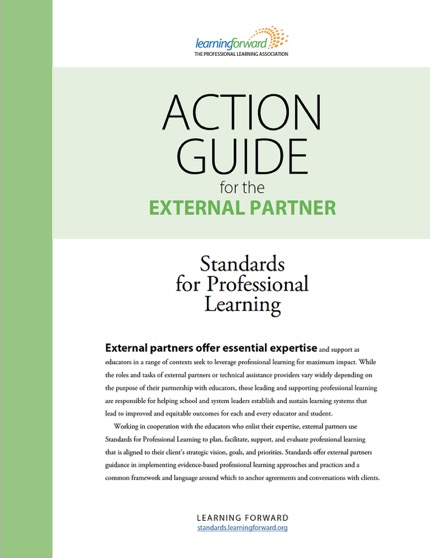 learningforward
THE PROFESSIONAL LEARNING ASSOCIATION
ACTION
GUIDE
for the
EXTERNAL PARTNER
Standards
for Professional
Learning
External partners offer essential expertise and support as
educators in a range of contexts seek to leverage professional learning for maximum impact. While
the roles and tasks of external partners or technical assistance providers vary widely depending on
the purpose of their partnership with educators, those leading and supporting professional learning
are responsible for helping school and system leaders establish and sustain learning systems that
lead to improved and equitable outcomes for each and every educator and student.
Working in cooperation with the educators who enlist their expertise, external partners use
Standards for Professional Learning to plan, facilitate, support, and evaluate professional learning
that is aligned to their client's strategic vision, goals, and priorities. Standards offer external partners
guidance in implementing evidence-based professional learning approaches and practices and a
common framework and language around which to anchor agreements and conversations with clients.
LEARNING FORWARD
standards.learningforward.org